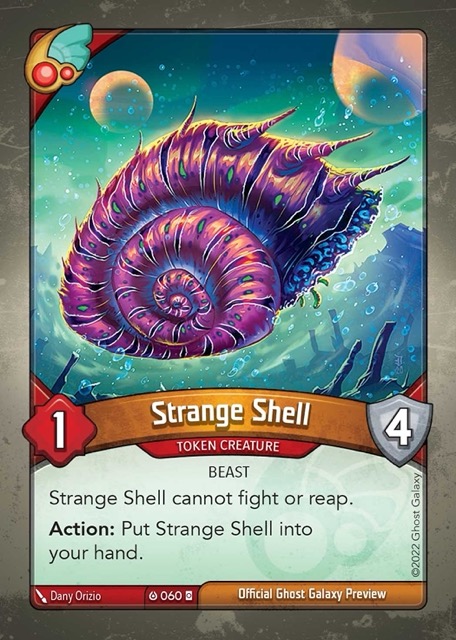 Strange Shell
1
4
TOKEN CREATURE
BEAST
Strange Shell cannot fight or reap.
Action: Put Strange Shell into
your hand.
©2022 Ghost Galaxy
Dany Orizio
060
Official Ghost Galaxy Preview